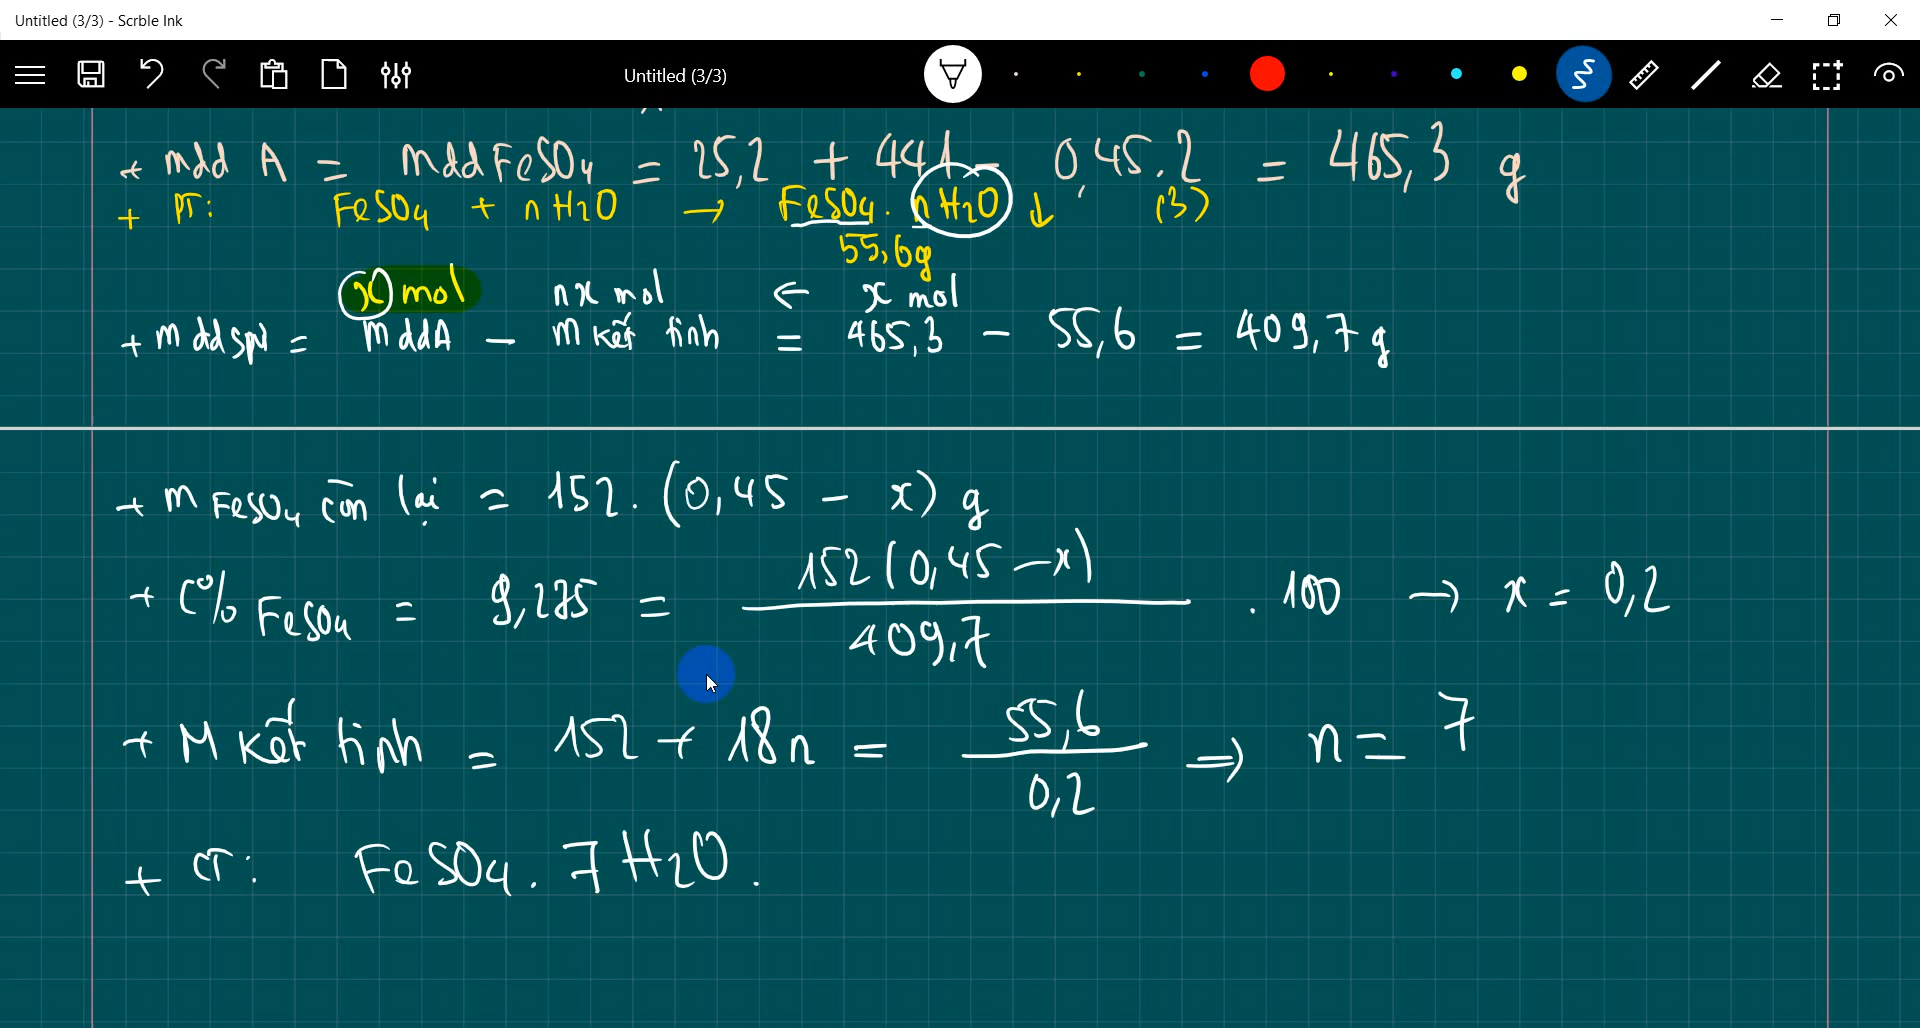 Untitled (3/3) - Scrble Ink
Untitled (3/3)
+ mdd A = mdd FeSO4 = 25,2 + 441 - 0,45.2 = 465,3 g
+ PT: FeSO4 + nH2O → FeSO4.nH2O ↓ (3)
55,6g
x mol nx mol ← x mol
+ mddspư = mddA - m kết tinh = 465,3 - 55,6 = 409,7 g
+ m FeSO4 còn lại = 152.(0,45 - x) g
+ C% FeSO4 = 9,275 = 152(0,45-x) / 409,7 . 100 → x = 0,2
+ M kết tinh = 152 + 18n = 55,6 / 0,2 ⇒ n = 7
+ CT: FeSO4.7H2O.